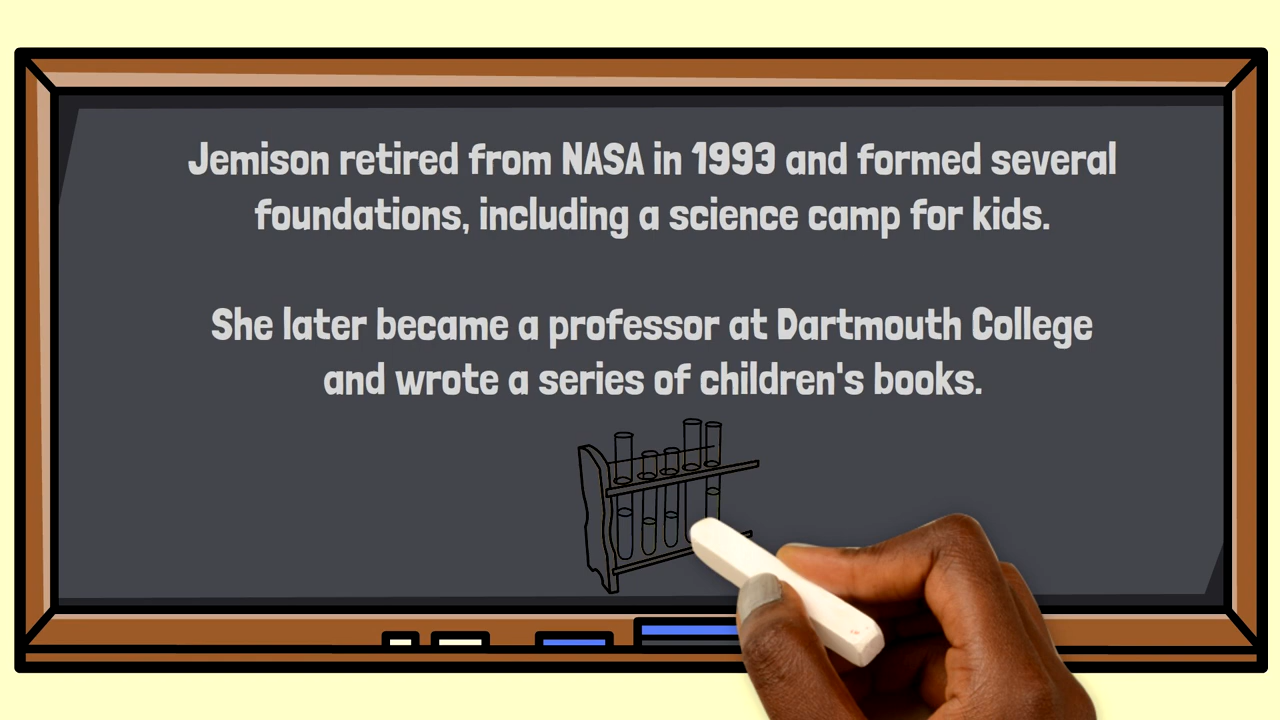 Jemison retired from NASA in 1993 and formed several
foundations, including a science camp for kids.
She later became a professor at Dartmouth College
and wrote a series of children's books.